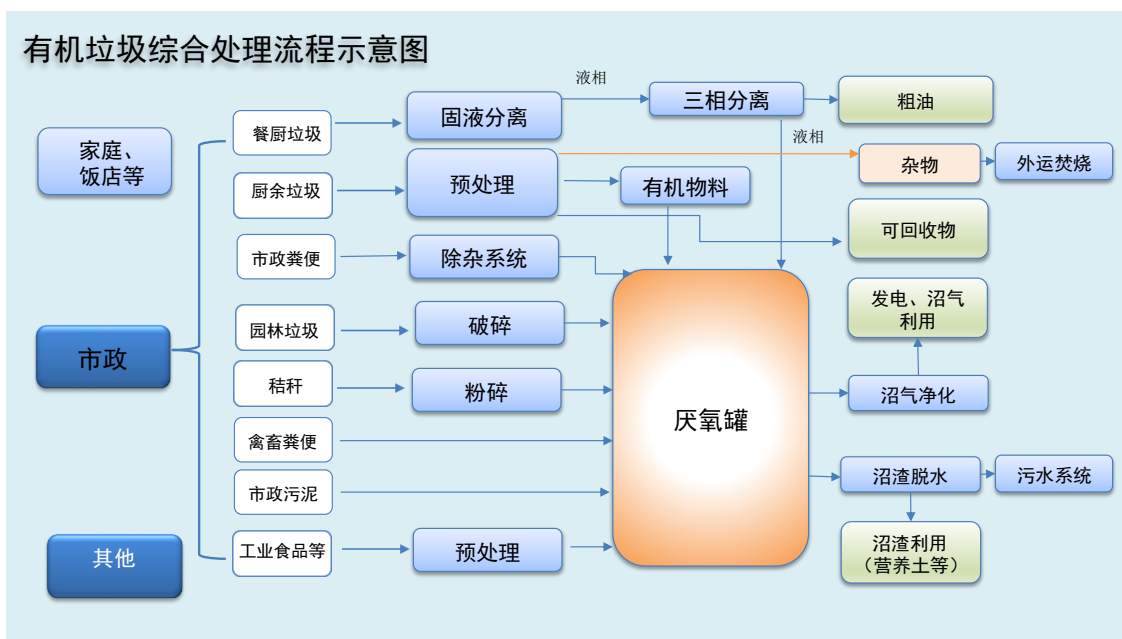 有机垃圾综合处理流程示意图
液相
固液分离
三相分离
粗油
家庭、
饭店等
餐厨垃圾
液相
预处理
杂物
外运焚烧
厨余垃圾
有机物料
可回收物
市政粪便
除杂系统
发电、沼气
利用
园林垃圾
破碎
市政
秸秆
粉碎
沼气净化
厌氧罐
禽畜粪便
市政污泥
沼渣脱水
污水系统
工业食品等
预处理
沼渣利用
（营养土等）
其他